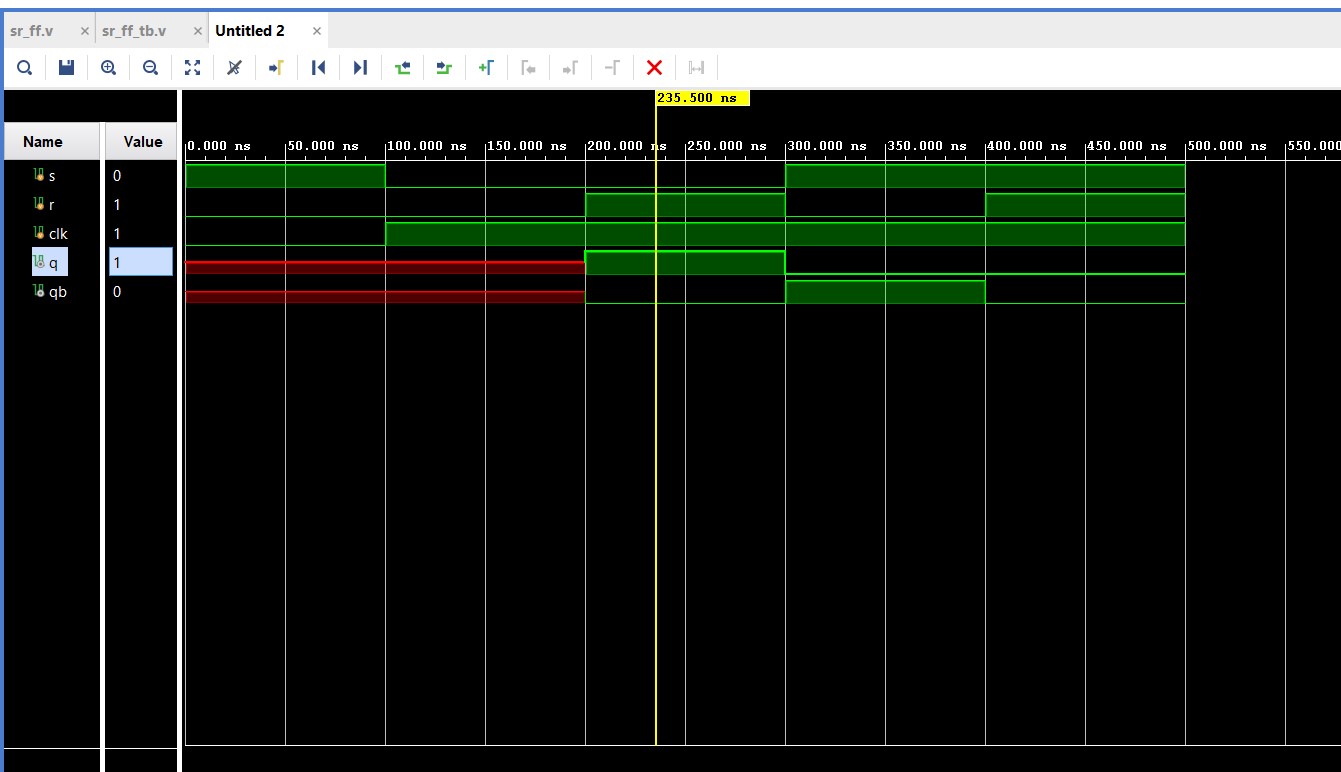 sr_ff.v × sr_ff_tb.v × Untitled 2 ×
235.500 ns
Name Value
0.000 ns 50.000 ns 100.000 ns 150.000 ns 200.000 ns 250.000 ns 300.000 ns 350.000 ns 400.000 ns 450.000 ns 500.000 ns 550.000
s 0
r 1
clk 1
q 1
qb 0